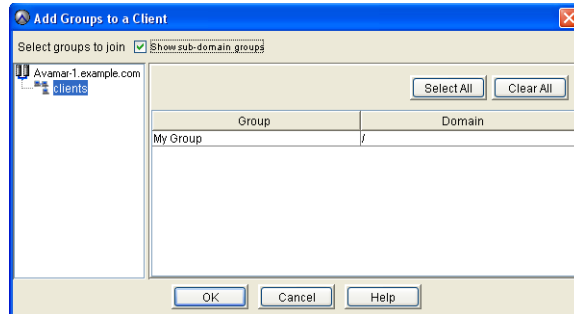 Add Groups to a Client
Select groups to join Show sub-domain groups
Avamar-1.example.com
clients
Select All Clear All
Group Domain
My Group /
OK Cancel Help